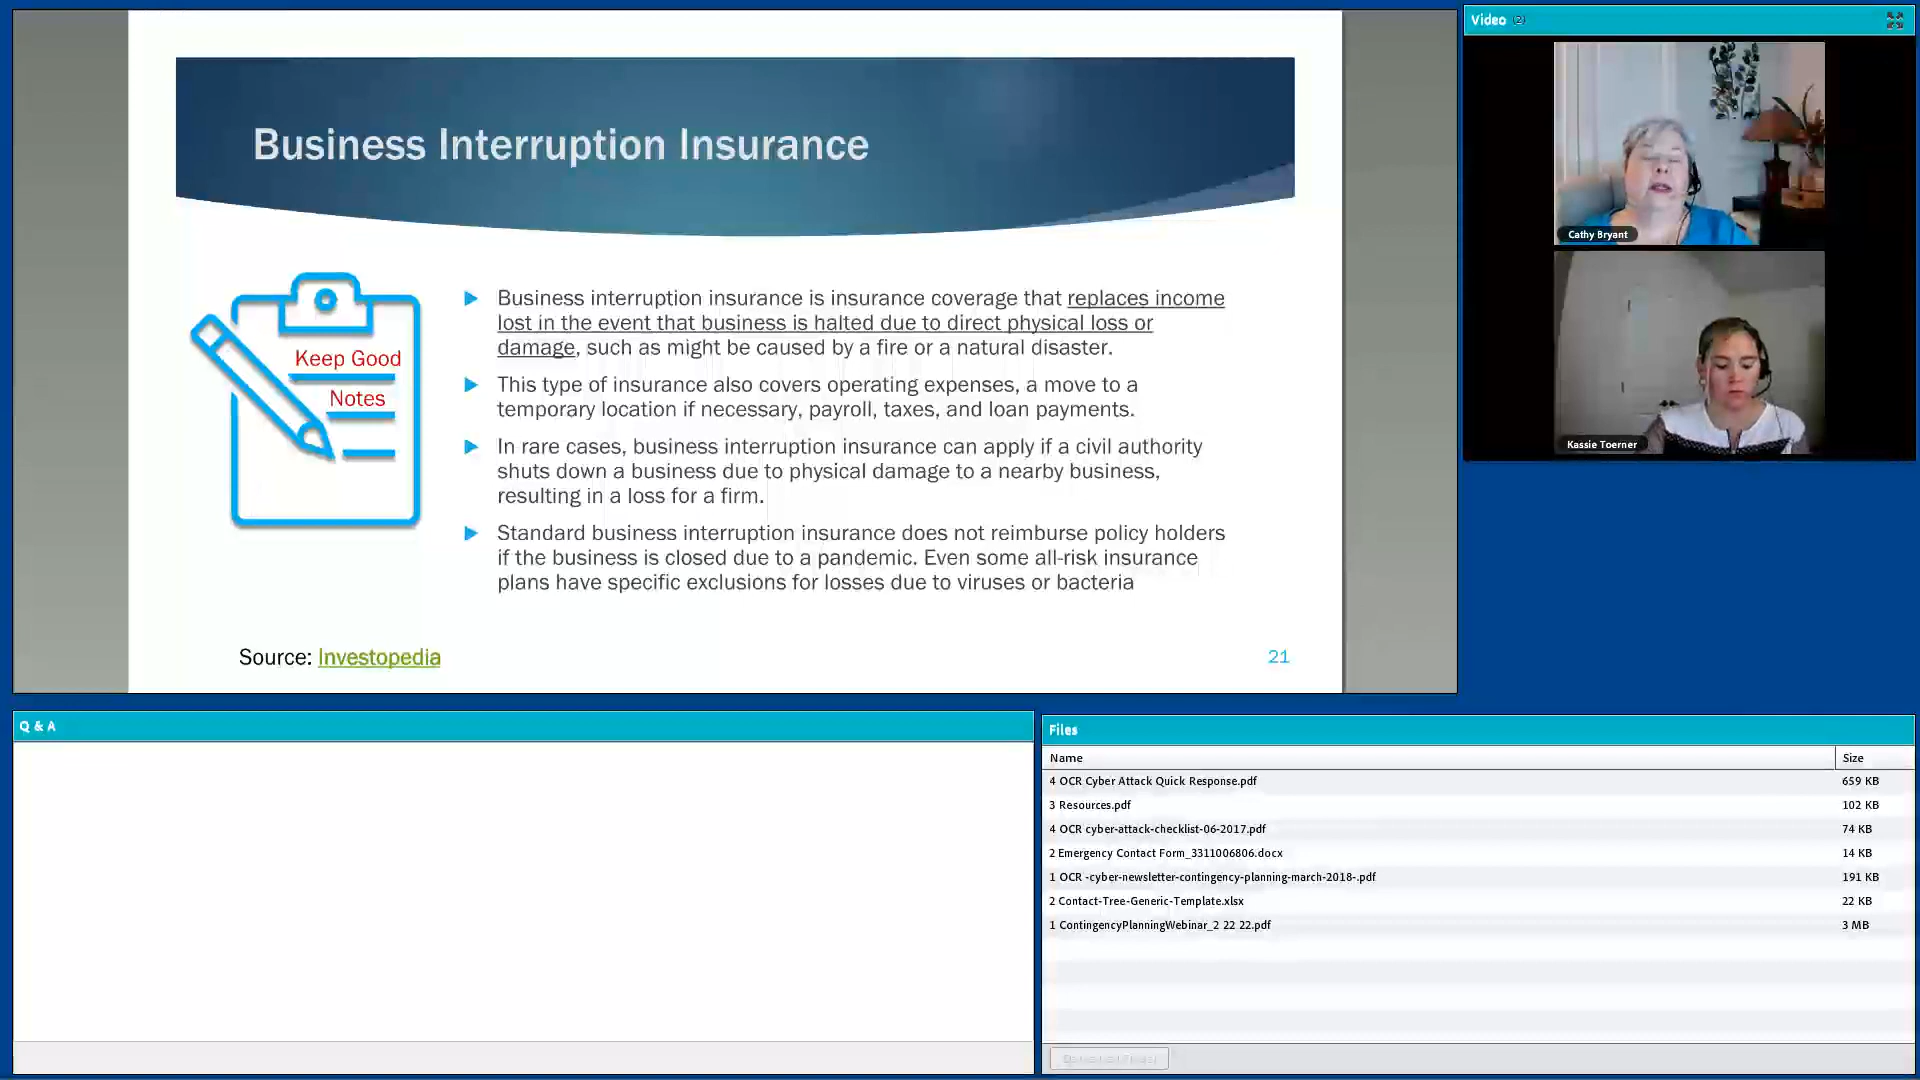 Business Interruption Insurance
Keep Good
Notes
Business interruption insurance is insurance coverage that replaces income
lost in the event that business is halted due to direct physical loss or
damage, such as might be caused by a fire or a natural disaster.
This type of insurance also covers operating expenses, a move to a
temporary location if necessary, payroll, taxes, and loan payments.
In rare cases, business interruption insurance can apply if a civil authority
shuts down a business due to physical damage to a nearby business,
resulting in a loss for a firm.
Standard business interruption insurance does not reimburse policy holders
if the business is closed due to a pandemic. Even some all-risk insurance
plans have specific exclusions for losses due to viruses or bacteria
Source: Investopedia
21
Video (2)
Cathy Bryant
Kassie Toerner
Q & A
Files
Name Size
4 OCR Cyber Attack Quick Response.pdf 659 KB
3 Resources.pdf 102 KB
4 OCR cyber-attack-checklist-06-2017.pdf 74 KB
2 Emergency Contact Form_3311006806.docx 14 KB
1 OCR -cyber-newsletter-contingency-planning-march-2018-.pdf 191 KB
2 Contact-Tree-Generic-Template.xlsx 22 KB
1 ContingencyPlanningWebinar_2 22 22.pdf 3 MB